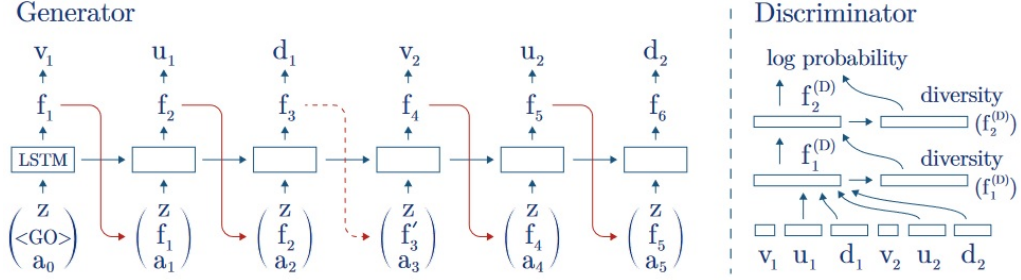 Generator
v₁ u₁ d₁ v₂ u₂ d₂
f₁ f₂ f₃ f₄ f₅ f₆
LSTM
z z z z z z
<GO> f₁ f₂ f₃′ f₄ f₅
a₀ a₁ a₂ a₃ a₄ a₅
Discriminator
log probability
f₂⁽ᴰ⁾ diversity
(f₂⁽ᴰ⁾)
f₁⁽ᴰ⁾ diversity
(f₁⁽ᴰ⁾)
v₁ u₁ d₁ v₂ u₂ d₂